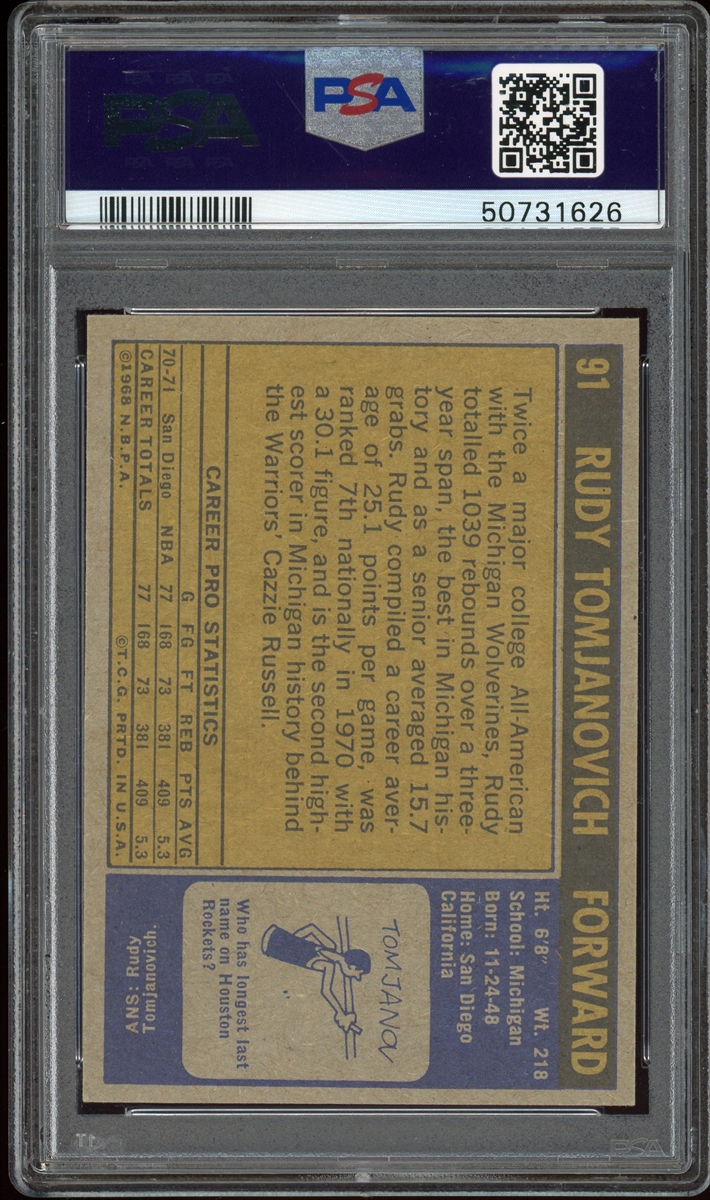 PSA
PSA
50731626
91 RUDY TOMJANOVICH FORWARD
Twice a major college All-American
with the Michigan Wolverines, Rudy
totalled 1039 rebounds over a three-
year span, the best in Michigan his-
tory and as a senior averaged 15.7
grabs. Rudy compiled a career aver-
age of 25.1 points per game, was
ranked 7th nationally in 1970 with
a 30.1 figure, and is the second high-
est scorer in Michigan history behind
the Warriors' Cazzie Russell.
CAREER PRO STATISTICS
G FG FT REB PTS AVG
70-71 San Diego NBA 77 168 73 381 409 5.3
CAREER TOTALS 77 168 73 381 409 5.3
©1968 N.B.P.A. ©T.C.G. PRTD. IN U.S.A.
Ht. 6'8" Wt. 218
School: Michigan
Born: 11-24-48
Home: San Diego
California
TOMJANOV
Who has longest last
name on Houston
Rockets?
ANS: Rudy
Tomjanovich.
PSA